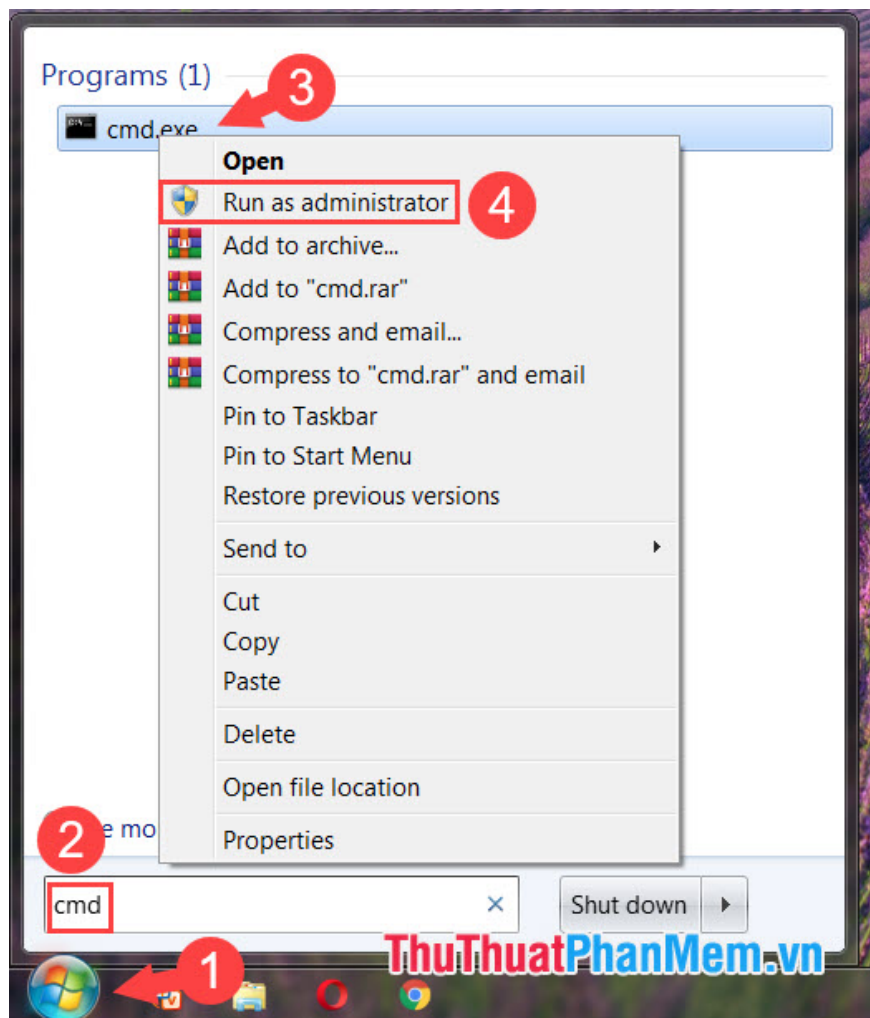 Programs (1)
3
cmd.exe
Open
Run as administrator
4
Add to archive...
Add to "cmd.rar"
Compress and email...
Compress to "cmd.rar" and email
Pin to Taskbar
Pin to Start Menu
Restore previous versions
Send to
Cut
Copy
Paste
Delete
Open file location
2
Properties
cmd
Shut down
ThuThuatPhanMem.vn
1